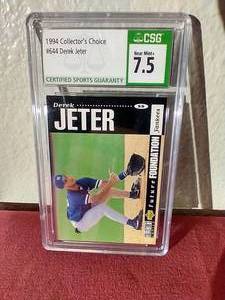 1994 Collector's Choice
#644 Derek Jeter
CERTIFIED SPORTS GUARANTY
CSG
Near Mint+
7.5
Derek
JETER
SS
Yankees
Future
FOUNDATION